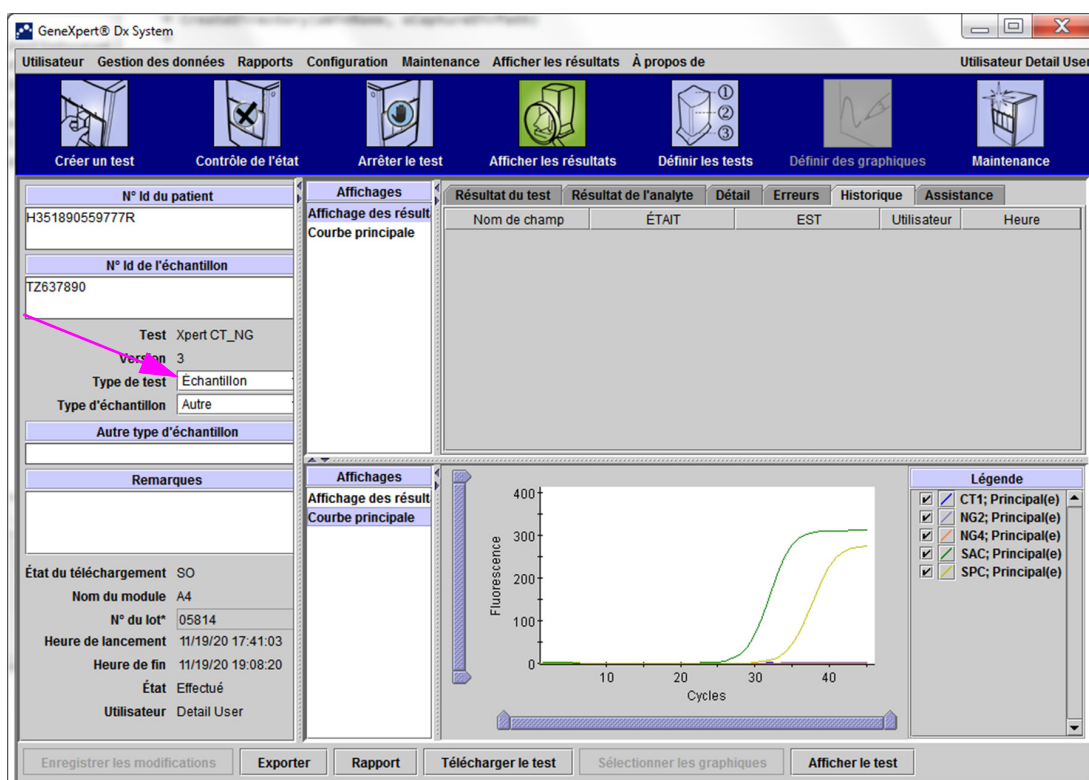 GeneXpert® Dx System
Utilisateur Gestion des données Rapports Configuration Maintenance Afficher les résultats À propos de Utilisateur Detail User
Créer un test Contrôle de l'état Arrêter le test Afficher les résultats Définir les tests Définir des graphiques Maintenance
N° Id du patient
H351890559777R
N° Id de l'échantillon
TZ637890
Test Xpert CT_NG
Version 3
Type de test Échantillon
Type d'échantillon Autre
Autre type d'échantillon
Remarques
État du téléchargement SO
Nom du module A4
N° du lot* 05814
Heure de lancement 11/19/20 17:41:03
Heure de fin 11/19/20 19:08:20
État Effectué
Utilisateur Detail User
Affichages
Affichage des résult
Courbe principale
Résultat du test Résultat de l'analyte Détail Erreurs Historique Assistance
Nom de champ ÉTAIT EST Utilisateur Heure
Affichages
Affichage des résult
Courbe principale
Fluorescence
400
300
200
100
0
10 20 30 40
Cycles
Légende
CT1; Principal(e)
NG2; Principal(e)
NG4; Principal(e)
SAC; Principal(e)
SPC; Principal(e)
Enregistrer les modifications Exporter Rapport Télécharger le test Sélectionner les graphiques Afficher le test